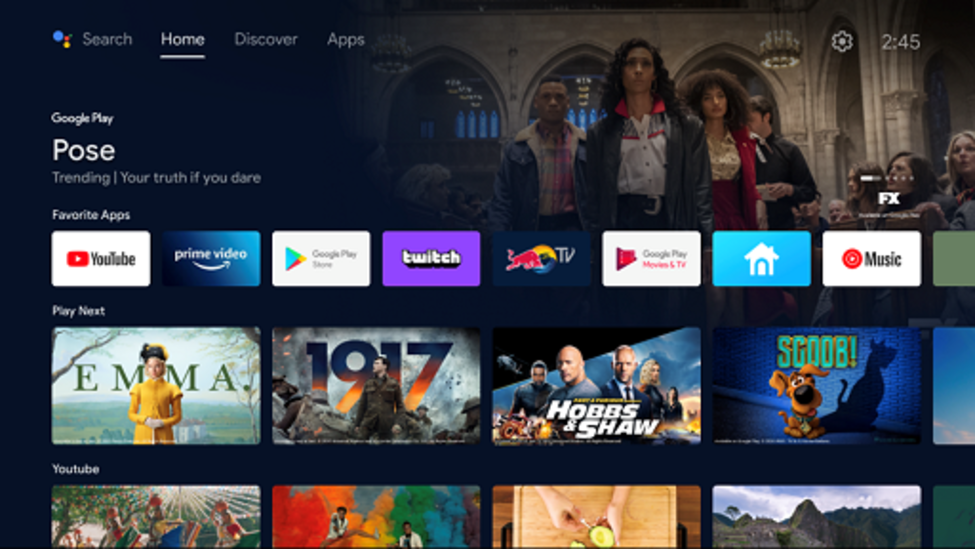 Search Home Discover Apps 2:45
Google Play
Pose
Trending | Your truth if you dare
FX
Favorite Apps
YouTube
prime video
Google Play
Store
twitch
TV
Google Play
Movies & TV
Music
Play Next
EMMA.
1917
FAST & FURIOUS
HOBBS
& SHAW
SCOOB!
Youtube